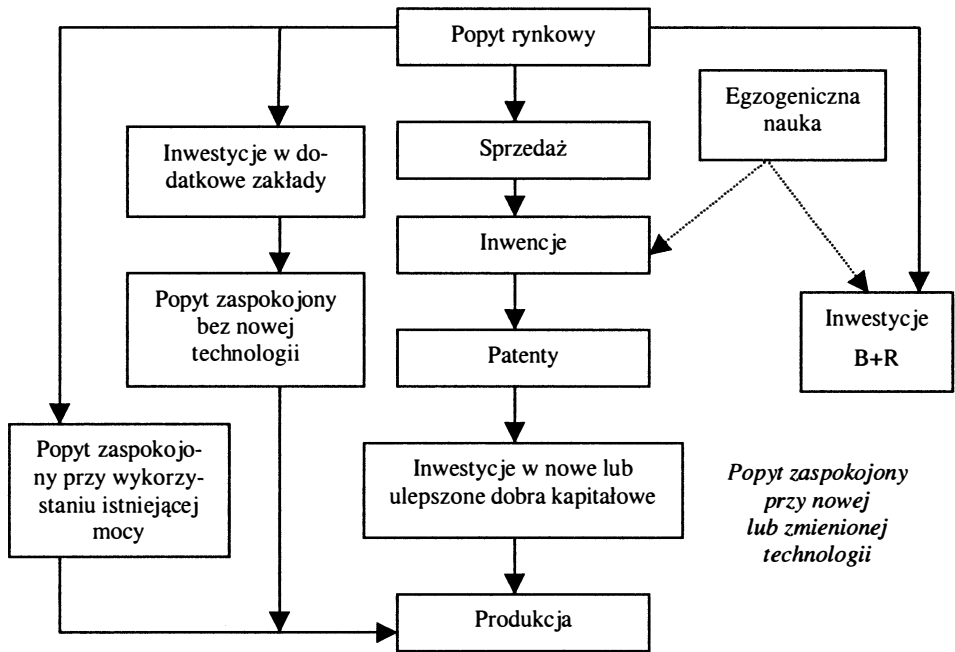 Popyt rynkowy
Egzogeniczna
nauka
Inwestycje w do-
datkowe zakłady
Sprzedaż
Inwencje
Popyt zaspokojony
bez nowej
technologii
Inwestycje
B+R
Patenty
Popyt zaspokojo-
ny przy wykorzy-
staniu istniejącej
mocy
Inwestycje w nowe lub
ulepszone dobra kapitałowe
Popyt zaspokojony
przy nowej
lub zmienionej
technologii
Produkcja